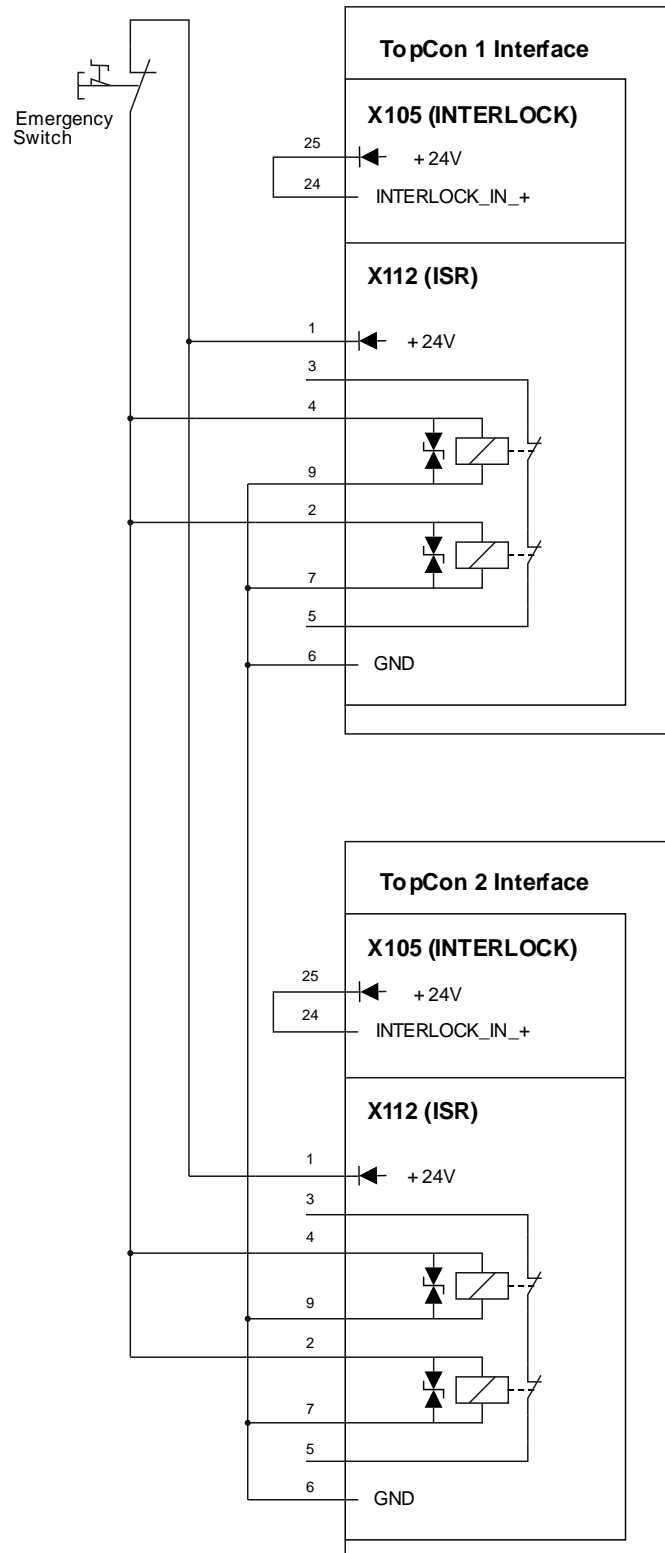 Emergency
Switch
TopCon 1 Interface
X105 (INTERLOCK)
25
+ 24V
24
INTERLOCK_IN_+
X112 (ISR)
1
+ 24V
3
4
9
2
7
5
6
GND
TopCon 2 Interface
X105 (INTERLOCK)
25
+ 24V
24
INTERLOCK_IN_+
X112 (ISR)
1
+ 24V
3
4
9
2
7
5
6
GND